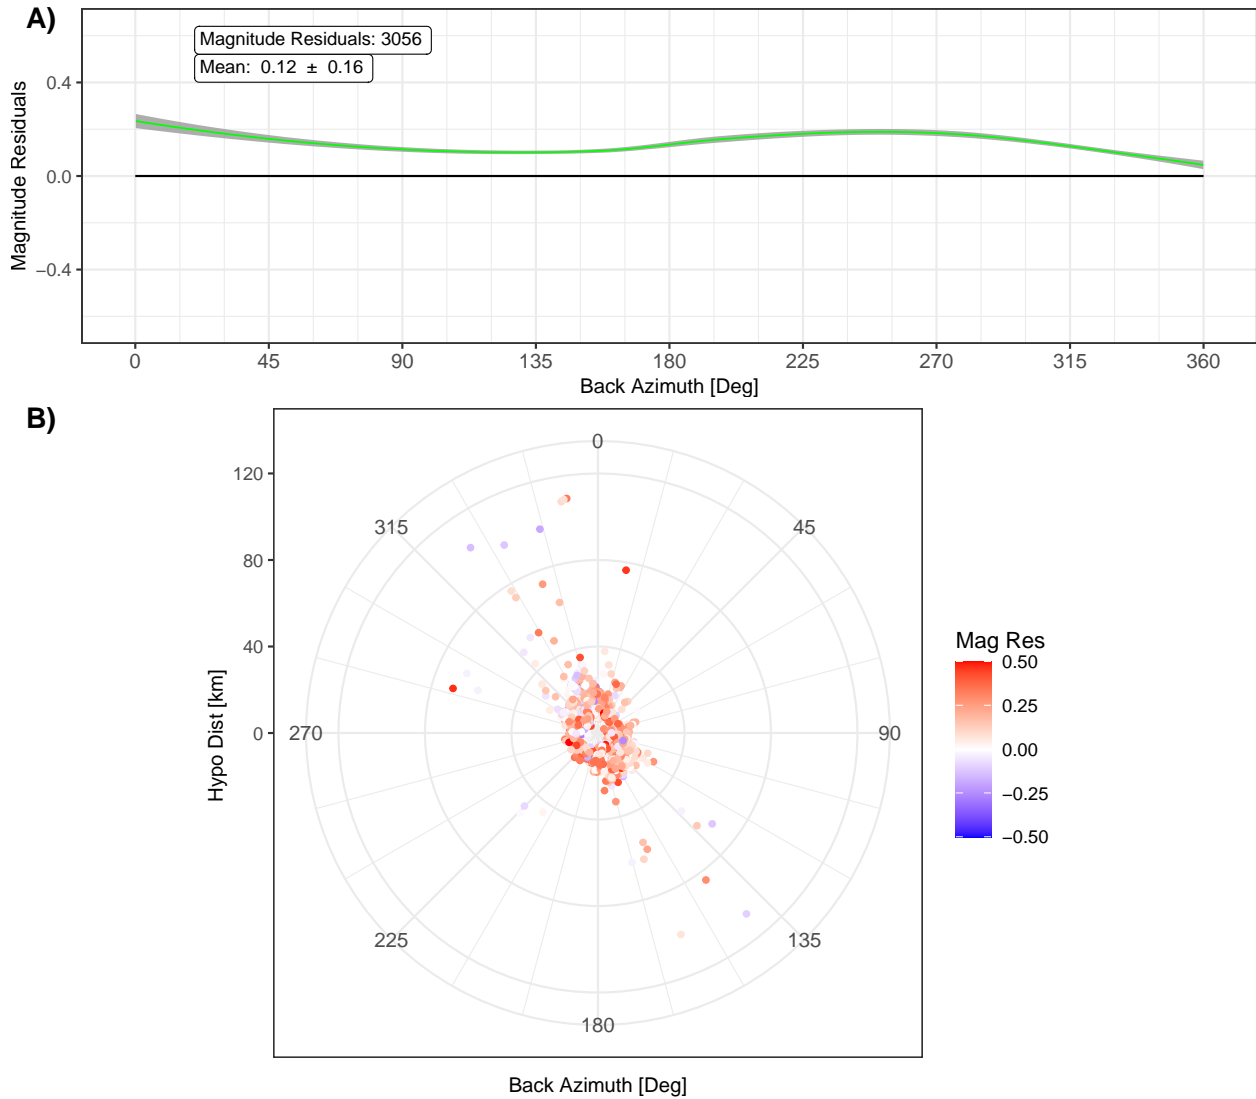 A)
Magnitude Residuals: 3056
Mean:  0.12  ±  0.16
Magnitude Residuals
0.4
0.0
−0.4
0 45 90 135 180 225 270 315 360
Back Azimuth [Deg]
B)
Hypo Dist [km]
120
80
40
0
0
45
90
135
180
225
270
315
Back Azimuth [Deg]
Mag Res
0.50
0.25
0.00
−0.25
−0.50